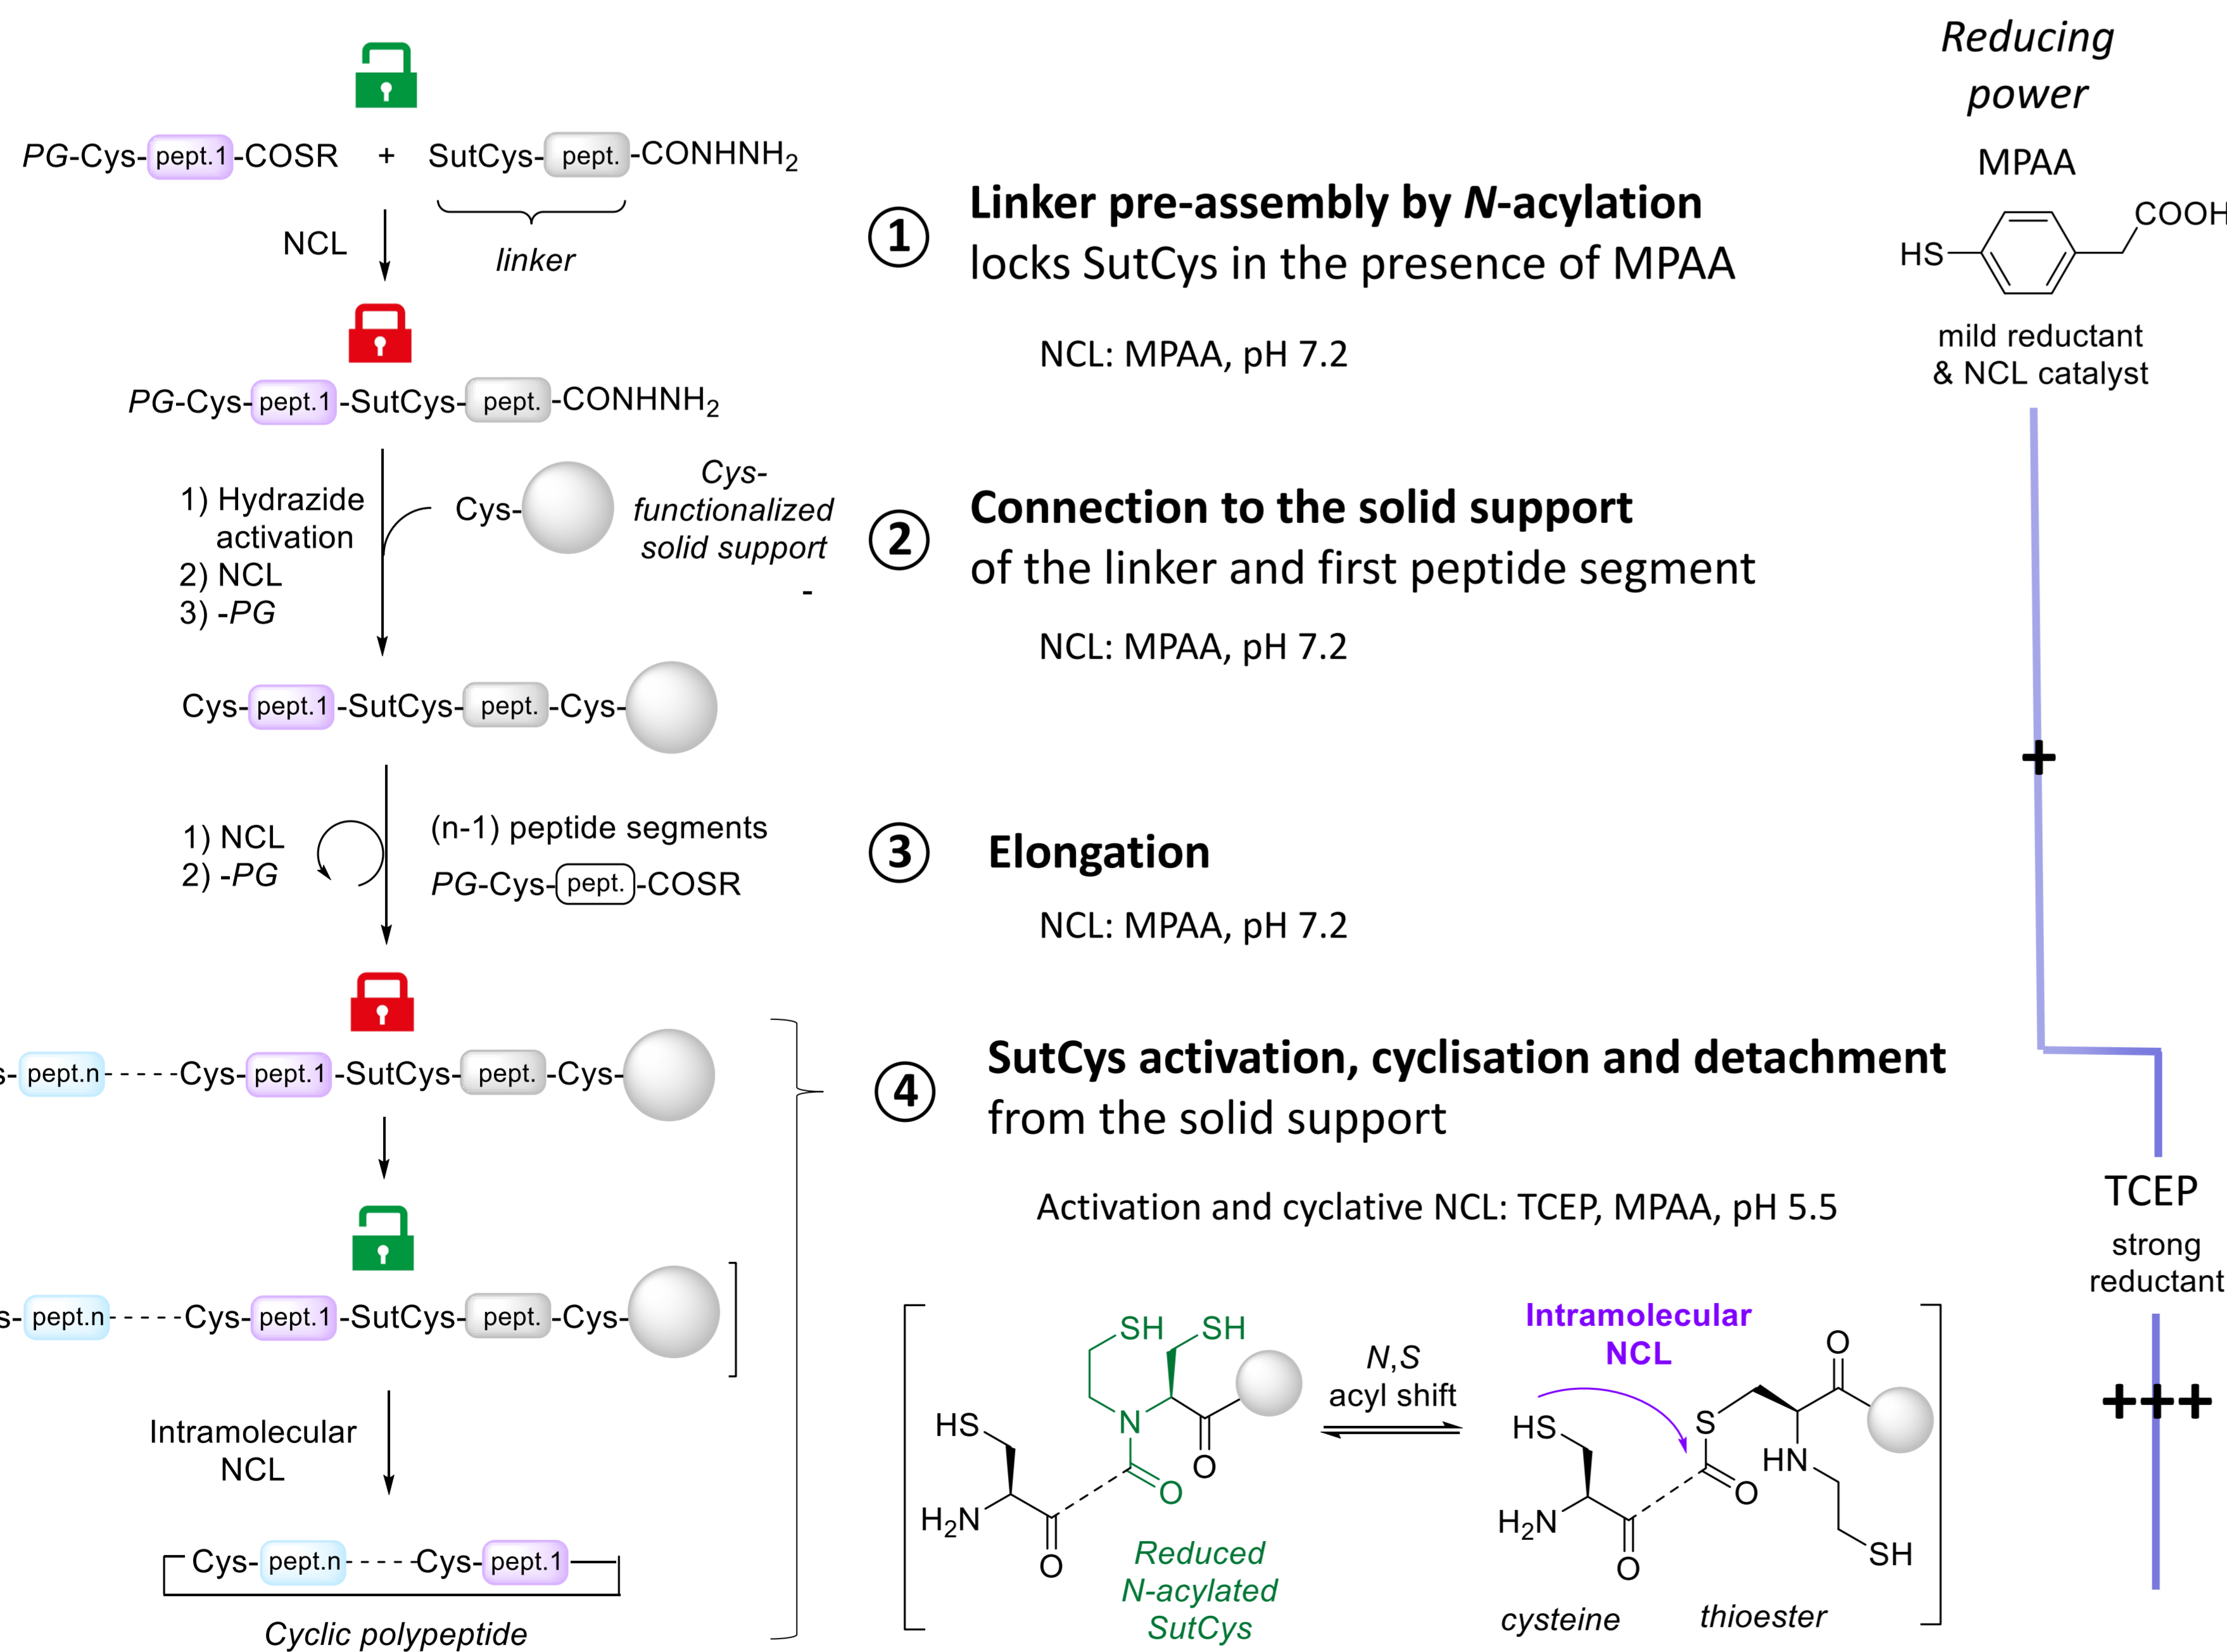 Reducing
power
MPAA
HS
COOH
mild reductant
& NCL catalyst
+
TCEP
strong
reductant
+++
PG-Cys- pept.1 -COSR + SutCys- pept. -CONHNH2
NCL
linker
① Linker pre-assembly by N-acylation
locks SutCys in the presence of MPAA
NCL: MPAA, pH 7.2
PG-Cys- pept.1 -SutCys- pept. -CONHNH2
1) Hydrazide
activation
2) NCL
3) -PG
Cys-
Cys-
functionalized
solid support
-
② Connection to the solid support
of the linker and first peptide segment
NCL: MPAA, pH 7.2
Cys- pept.1 -SutCys- pept. -Cys-
1) NCL
2) -PG
(n-1) peptide segments
PG-Cys- pept. -COSR
③ Elongation
NCL: MPAA, pH 7.2
s- pept.n -----Cys- pept.1 -SutCys- pept. -Cys-
④ SutCys activation, cyclisation and detachment
from the solid support
Activation and cyclative NCL: TCEP, MPAA, pH 5.5
s- pept.n -----Cys- pept.1 -SutCys- pept. -Cys-
Intramolecular
NCL
Cys- pept.n -----Cys- pept.1
Cyclic polypeptide
SH SH
HS
N
O
O
H2N
O
Reduced
N-acylated
SutCys
N,S
acyl shift
Intramolecular
NCL
O
HS
S
HN
O
H2N
O
SH
cysteine
thioester